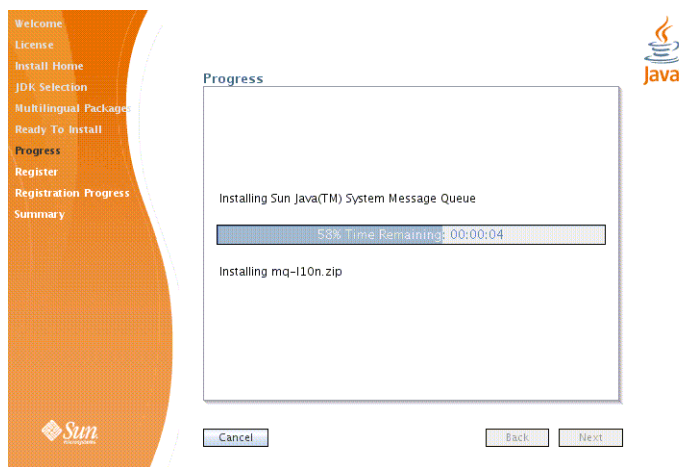 Welcome
License
Install Home
JDK Selection
Multilingual Packages
Ready To Install
Progress
Register
Registration Progress
Summary
Sun
microsystems
Java
Progress
Installing Sun Java(TM) System Message Queue
58% Time Remaining: 00:00:04
Installing mq-l10n.zip
Cancel
Back
Next